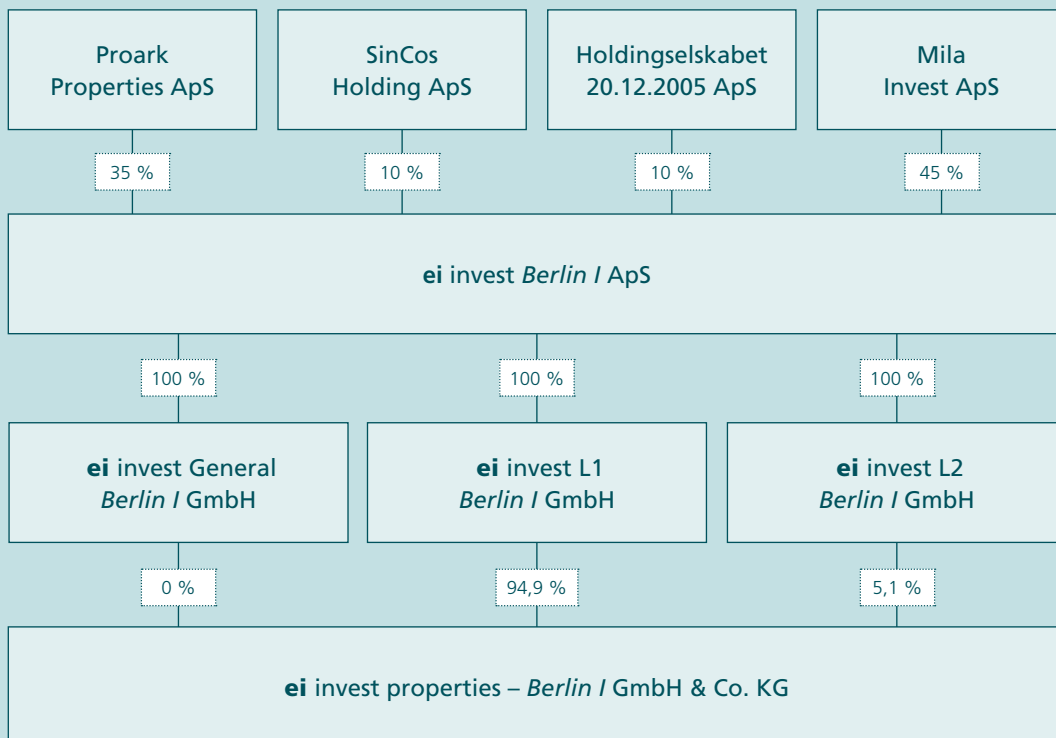 Proark
Properties ApS
SinCos
Holding ApS
Holdingselskabet
20.12.2005 ApS
Mila
Invest ApS
35 %
10 %
10 %
45 %
ei invest Berlin I ApS
100 %
100 %
100 %
ei invest General
Berlin I GmbH
ei invest L1
Berlin I GmbH
ei invest L2
Berlin I GmbH
0 %
94,9 %
5,1 %
ei invest properties – Berlin I GmbH & Co. KG